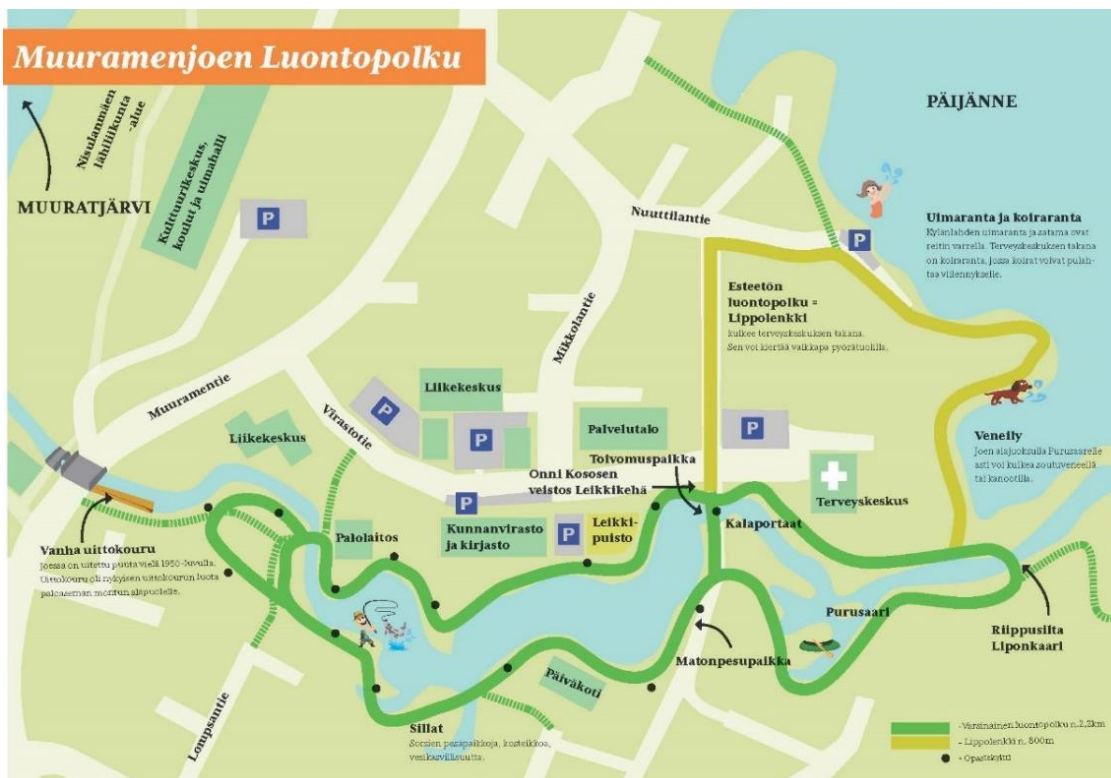 Muuramenjoen Luontopolku
PÄIJÄNNE
Nisulanmäen
lähiliikunta
-alue
MUURATJÄRVI
Kulttuurikeskus,
koulut ja uimahalli
P
Nuuttilantie
P
Uimaranta ja koiraranta
Kylänlahden uimaranta ja satama ovat
reitin varrella. Terveyskeskuksen takana
on koiraranta, jossa koirat voivat pulah-
taa viilennykselle.
Esteetön
luontopolku =
Lippolenkki
kulkee terveyskeskuksen takana.
Sen voi kiertää vaikkapa pyörätuolilla.
Mikkolantie
Muuramentie
Liikekeskus
Virastotie
P
P
Liikekeskus
Palvelutalo
P
Veneily
Joen alajuoksulla Purusaarelle
asti voi kulkea soutuveneellä
tai kanootilla.
Toivomuspaikka
Onni Kososen
veistos Leikkikehä
Terveyskeskus
P
Kalaportaat
Palolaitos
Kunnanvirasto
ja kirjasto
P
Leikki-
puisto
Vanha uittokouru
Joessa on uitettu puuta vielä 1950-luvulla.
Uittokouru oli nykyisen uittokourun luota
paloaseman montun alapuolelle.
Purusaari
Riippusilta
Liponkaari
Matonpesupaikka
Päiväkoti
Lompsantie
Sillat
Sorsien pesäpaikkoja, kosteikkoa,
vesikasvillisuutta.
- Varsinainen luontopolku n. 2,2km
- Lippolenkki n. 800m
= Opastekyltti